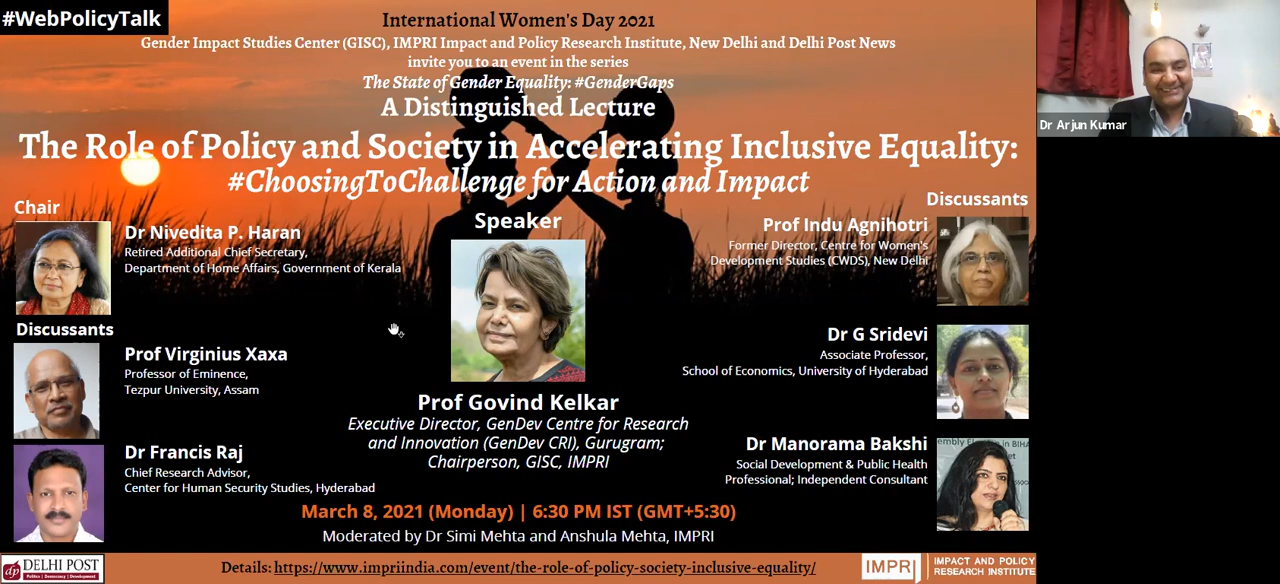 #WebPolicyTalk
International Women's Day 2021
Gender Impact Studies Center (GISC), IMPRI Impact and Policy Research Institute, New Delhi and Delhi Post News
invite you to an event in the series
The State of Gender Equality: #GenderGaps
A Distinguished Lecture
The Role of Policy and Society in Accelerating Inclusive Equality:
#ChoosingToChallenge for Action and Impact
Chair
Dr Nivedita P. Haran
Retired Additional Chief Secretary,
Department of Home Affairs, Government of Kerala
Discussants
Prof Virginius Xaxa
Professor of Eminence,
Tezpur University, Assam
Dr Francis Raj
Chief Research Advisor,
Center for Human Security Studies, Hyderabad
Speaker
Prof Govind Kelkar
Executive Director, GenDev Centre for Research
and Innovation (GenDev CRI), Gurugram;
Chairperson, GISC, IMPRI
Discussants
Prof Indu Agnihotri
Former Director, Centre for Women's
Development Studies (CWDS), New Delhi
Dr G Sridevi
Associate Professor,
School of Economics, University of Hyderabad
Dr Manorama Bakshi
Social Development & Public Health
Professional; Independent Consultant
March 8, 2021 (Monday) | 6:30 PM IST (GMT+5:30)
Moderated by Dr Simi Mehta and Anshula Mehta, IMPRI
dp DELHI POST
Politics | Democracy | Development
Details: https://www.impriindia.com/event/the-role-of-policy-society-inclusive-equality/
IMPRI
IMPACT AND POLICY
RESEARCH INSTITUTE
Dr Arjun Kumar